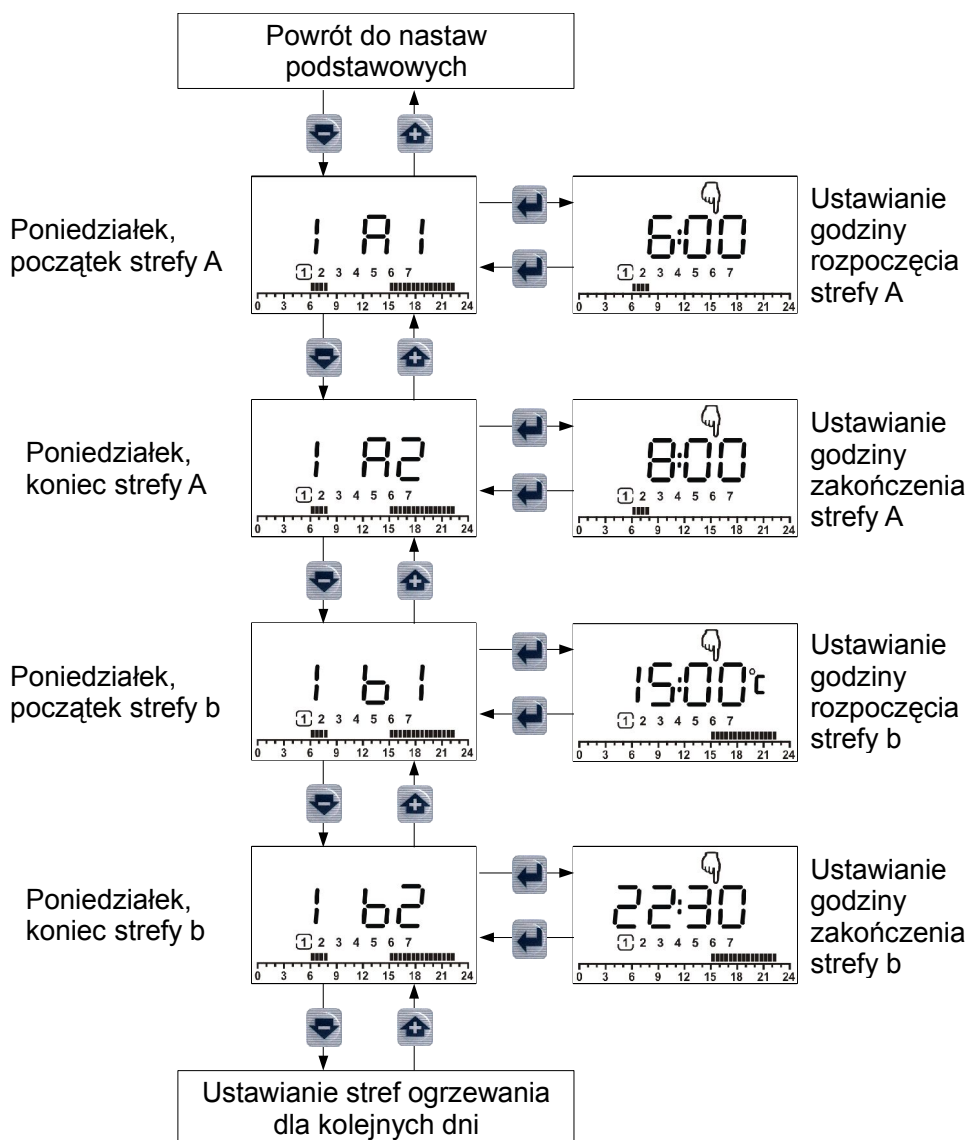 Powrót do nastaw
podstawowych
Poniedziałek,
początek strefy A
1 A1
1 2 3 4 5 6 7
0 3 6 9 12 15 18 21 24
6:00
1 2 3 4 5 6 7
0 3 6 9 12 15 18 21 24
Ustawianie
godziny
rozpoczęcia
strefy A
Poniedziałek,
koniec strefy A
1 A2
1 2 3 4 5 6 7
0 3 6 9 12 15 18 21 24
8:00
1 2 3 4 5 6 7
0 3 6 9 12 15 18 21 24
Ustawianie
godziny
zakończenia
strefy A
Poniedziałek,
początek strefy b
1 b1
1 2 3 4 5 6 7
0 3 6 9 12 15 18 21 24
15:00°C
1 2 3 4 5 6 7
0 3 6 9 12 15 18 21 24
Ustawianie
godziny
rozpoczęcia
strefy b
Poniedziałek,
koniec strefy b
1 b2
1 2 3 4 5 6 7
0 3 6 9 12 15 18 21 24
22:30
1 2 3 4 5 6 7
0 3 6 9 12 15 18 21 24
Ustawianie
godziny
zakończenia
strefy b
Ustawianie stref ogrzewania
dla kolejnych dni